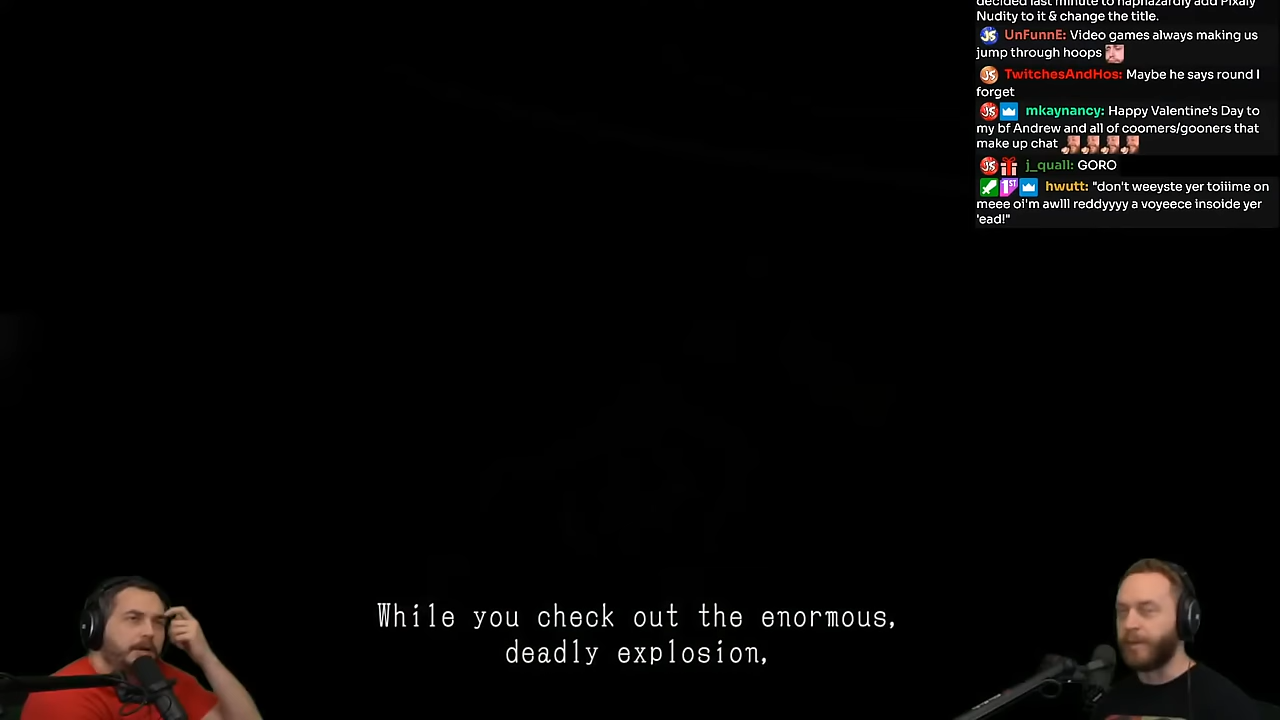 decided last minute to haphazardly add Pixaly
Nudity to it & change the title.
UnFunnE: Video games always making us
jump through hoops
TwitchesAndHos: Maybe he says round I
forget
mkaynancy: Happy Valentine's Day to
my bf Andrew and all of coomers/gooners that
make up chat
j_quall: GORO
1ST hwutt: "don't weeyste yer toiiime on
meee oi'm awlll reddyyyy a voyeece insoide yer
'ead!"
While you check out the enormous,
deadly explosion,